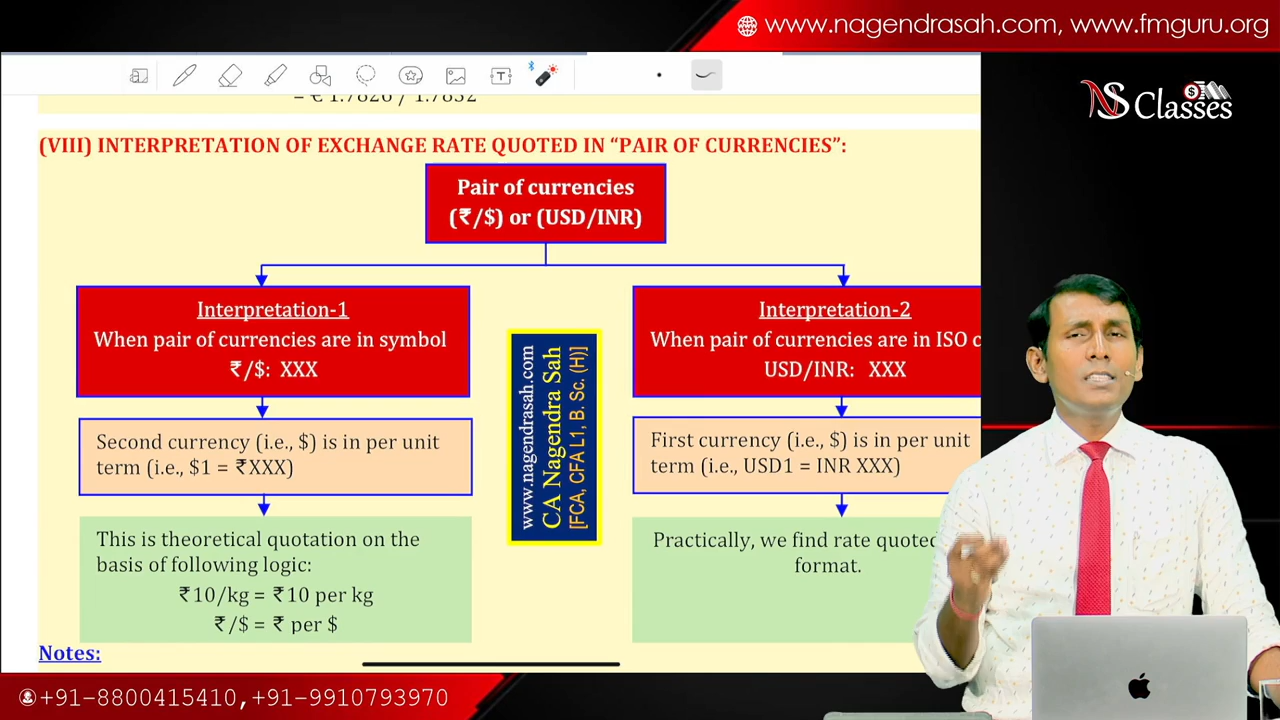 www.nagendrasah.com, www.fmguru.org
NS Classes
= € 1.7826 / 1.7832
(VIII) INTERPRETATION OF EXCHANGE RATE QUOTED IN “PAIR OF CURRENCIES”:
Pair of currencies
(₹/$) or (USD/INR)
Interpretation-1
When pair of currencies are in symbol
₹/$: XXX
Interpretation-2
When pair of currencies are in ISO c
USD/INR: XXX
Second currency (i.e., $) is in per unit
term (i.e., $1 = ₹XXX)
First currency (i.e., $) is in per unit
term (i.e., USD1 = INR XXX)
This is theoretical quotation on the
basis of following logic:
₹10/kg = ₹10 per kg
₹/$ = ₹ per $
Practically, we find rate quoted
format.
www.nagendrasah.com
CA Nagendra Sah
[FCA, CFA L1, B. Sc. (H)]
Notes:
+91-8800415410,+91-9910793970